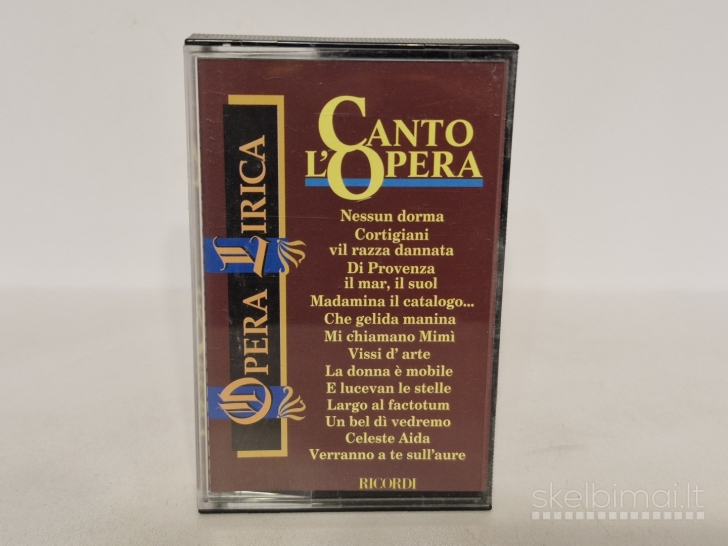 OPERA LIRICA
CANTO
L'OPERA
Nessun dorma
Cortigiani
vil razza dannata
Di Provenza
il mar, il suol
Madamina il catalogo...
Che gelida manina
Mi chiamano Mimì
Vissi d' arte
La donna è mobile
E lucevan le stelle
Largo al factotum
Un bel dì vedremo
Celeste Aida
Verranno a te sull'aure
RICORDI
skelbimai.lt